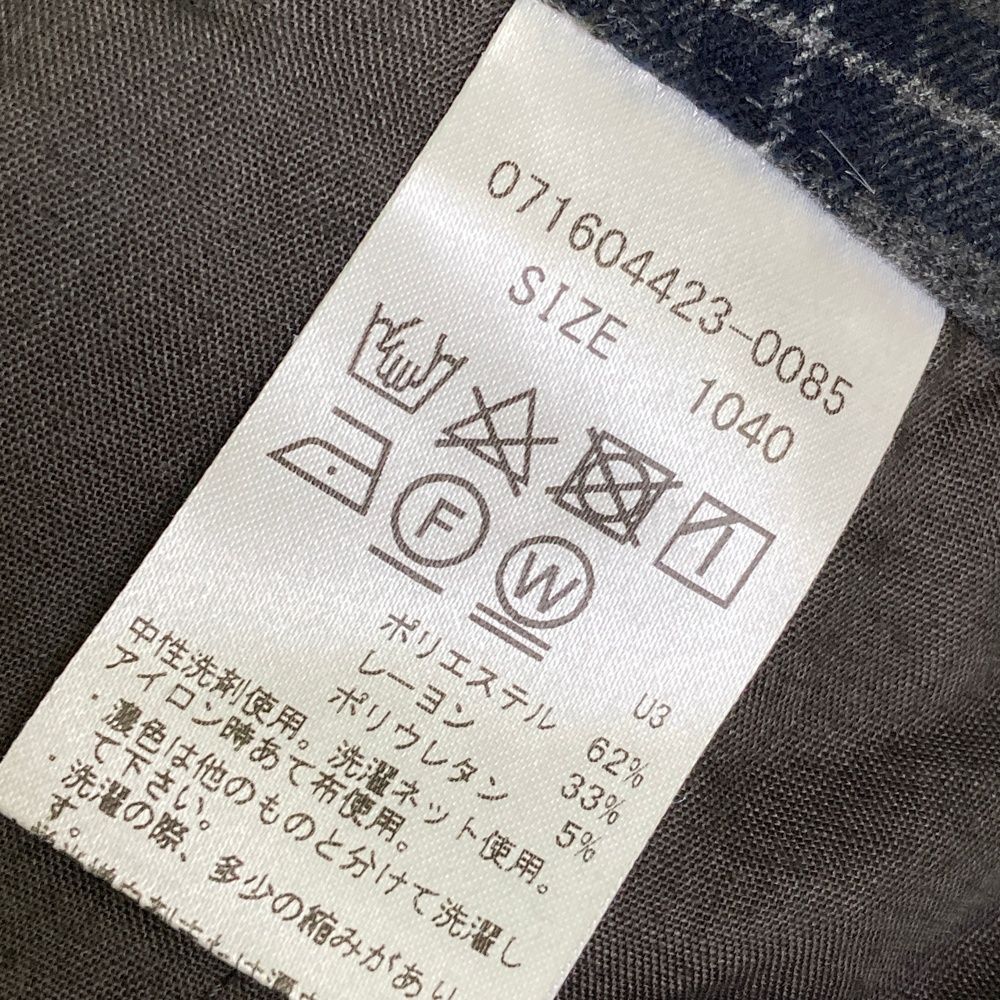 071604423-0085
SIZE 1040
F
W
U3
ポリエステル 62%
レーヨン 33%
ポリウレタン 5%
中性洗剤使用。洗濯ネット使用。
アイロン時あて布使用。
・濃色は他のものと分けて洗濯し
て下さい。
・洗濯の際、多少の縮みがあり
す。